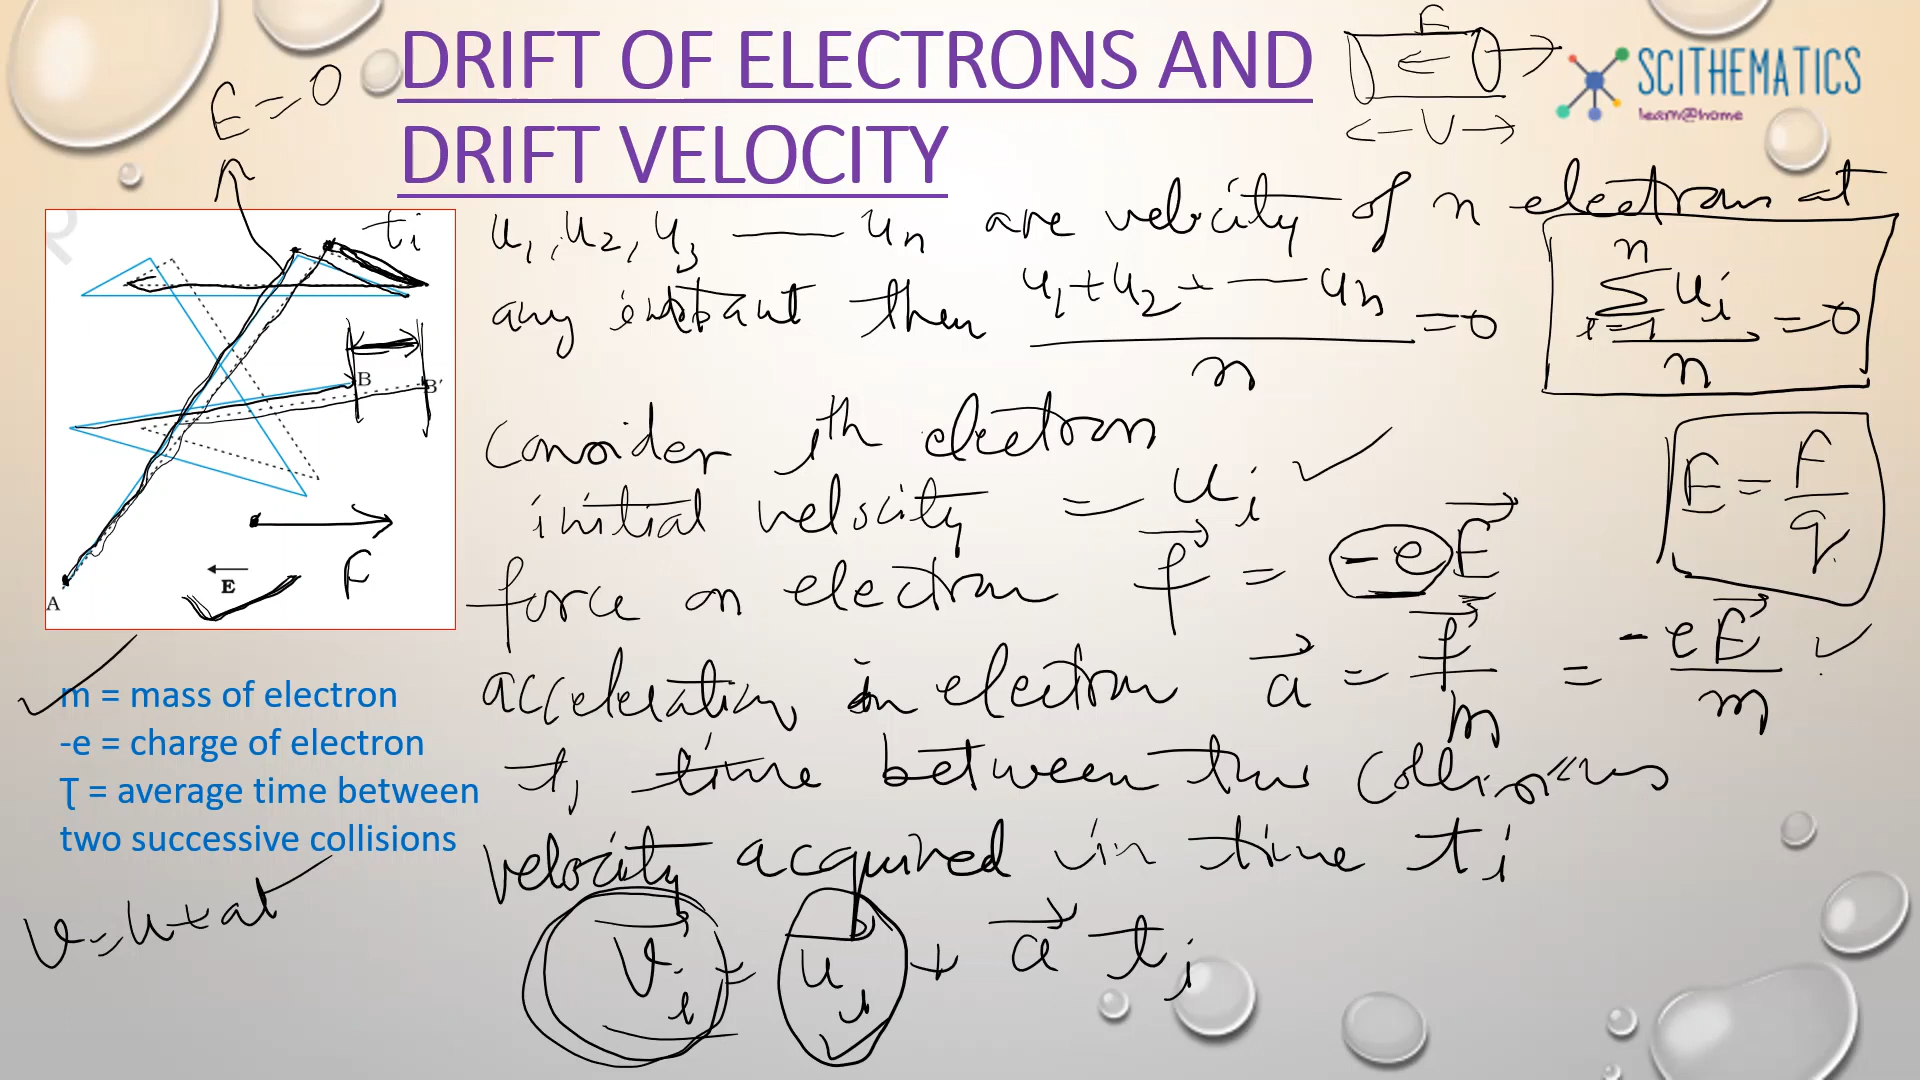 DRIFT OF ELECTRONS AND
DRIFT VELOCITY
E
V
SCITHEMATICS
learn@home
E = 0
u₁, u₂, u₃ — uₙ are velocity of n electrons at
any instant then (u₁ + u₂ + — uₙ)/n = 0
(Σⁿᵢ₌₁ uᵢ)/n = 0
tᵢ
B
B'
E
F
A
Consider ith electron
initial velocity = uᵢ
E = F/q
force on electron f⃗ = -eE⃗
acceleration in electron a⃗ = f⃗/m = -eE⃗/m
tᵢ time between two collisions
velocity acquired in time tᵢ
v⃗ᵢ = u⃗ᵢ + a⃗ tᵢ
m = mass of electron
-e = charge of electron
Ʈ = average time between
two successive collisions
v = u + at